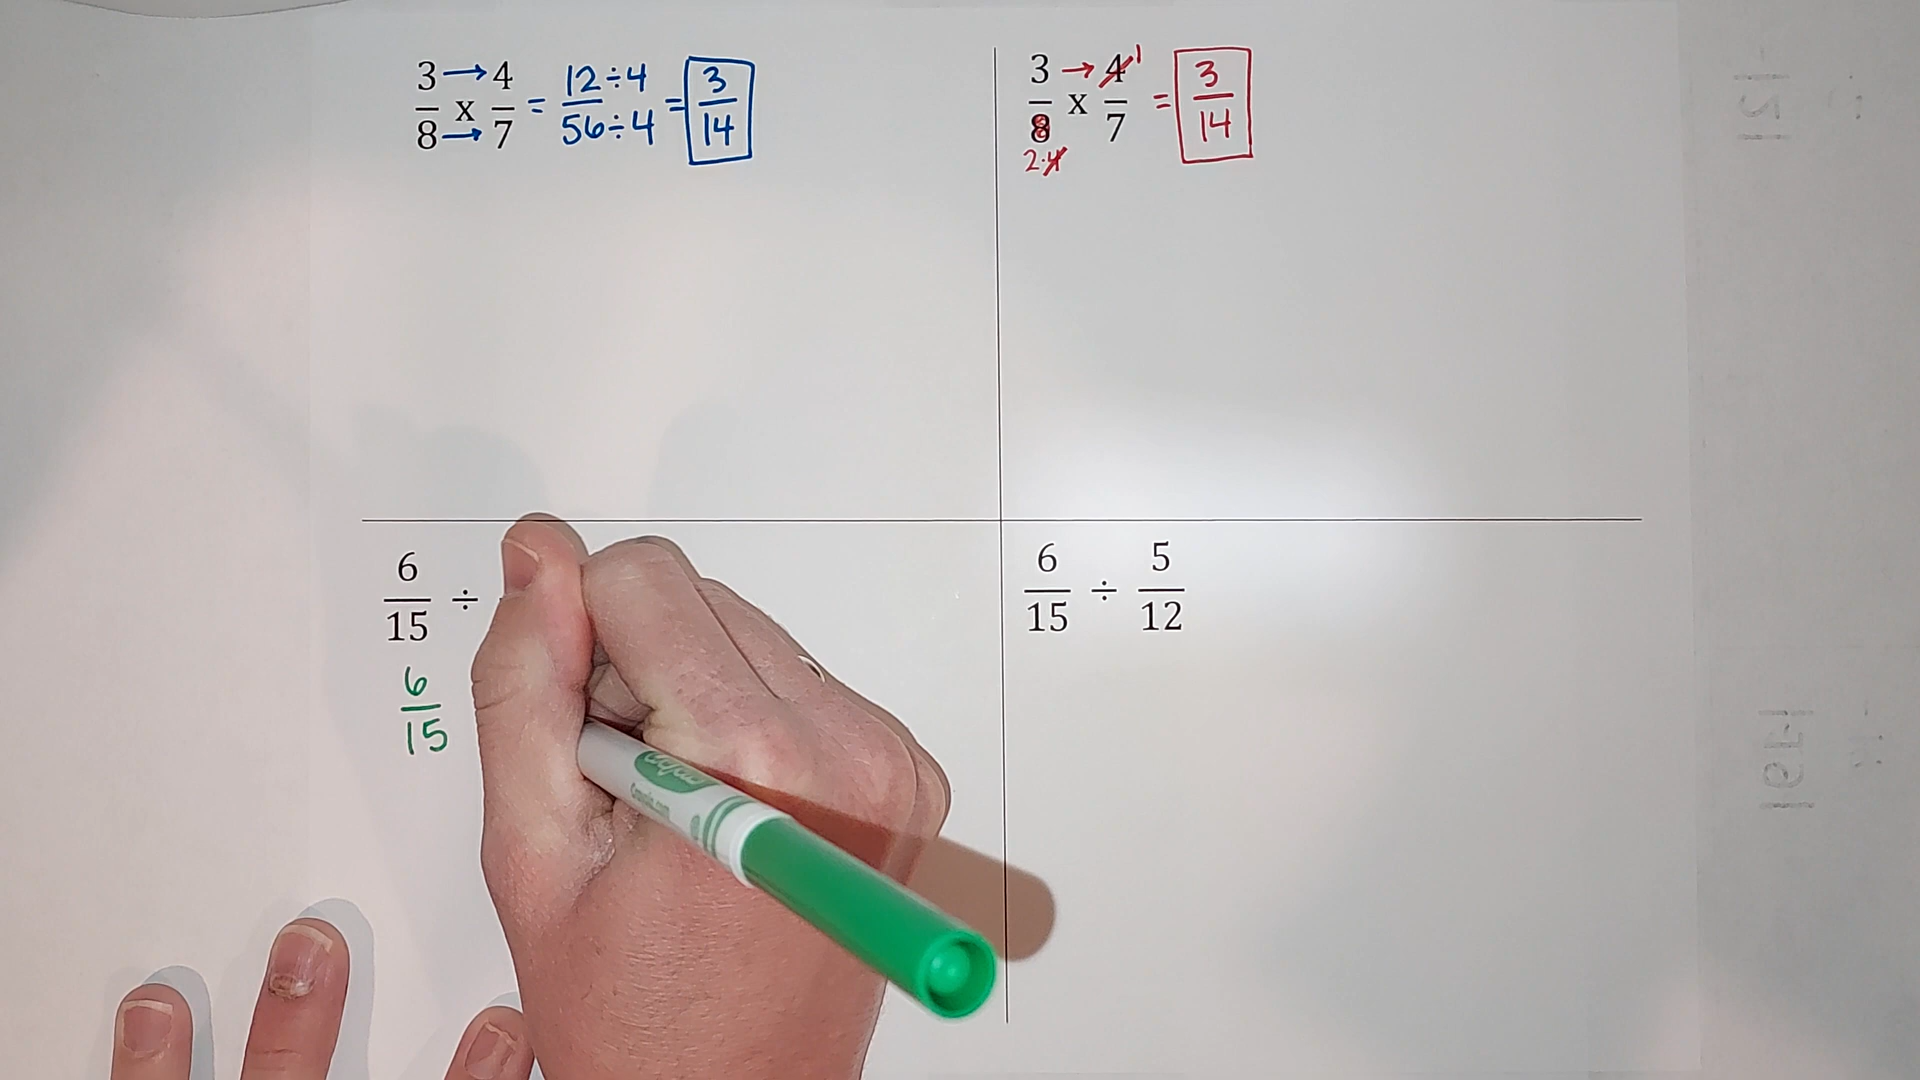 3 → 4
— x — = 12÷4 / 56÷4 = 3/14
8 → 7
3 → 4 1
— x — = 3/14
8 7
2·4
6/15 ÷
6/15
6/15 ÷ 5/12